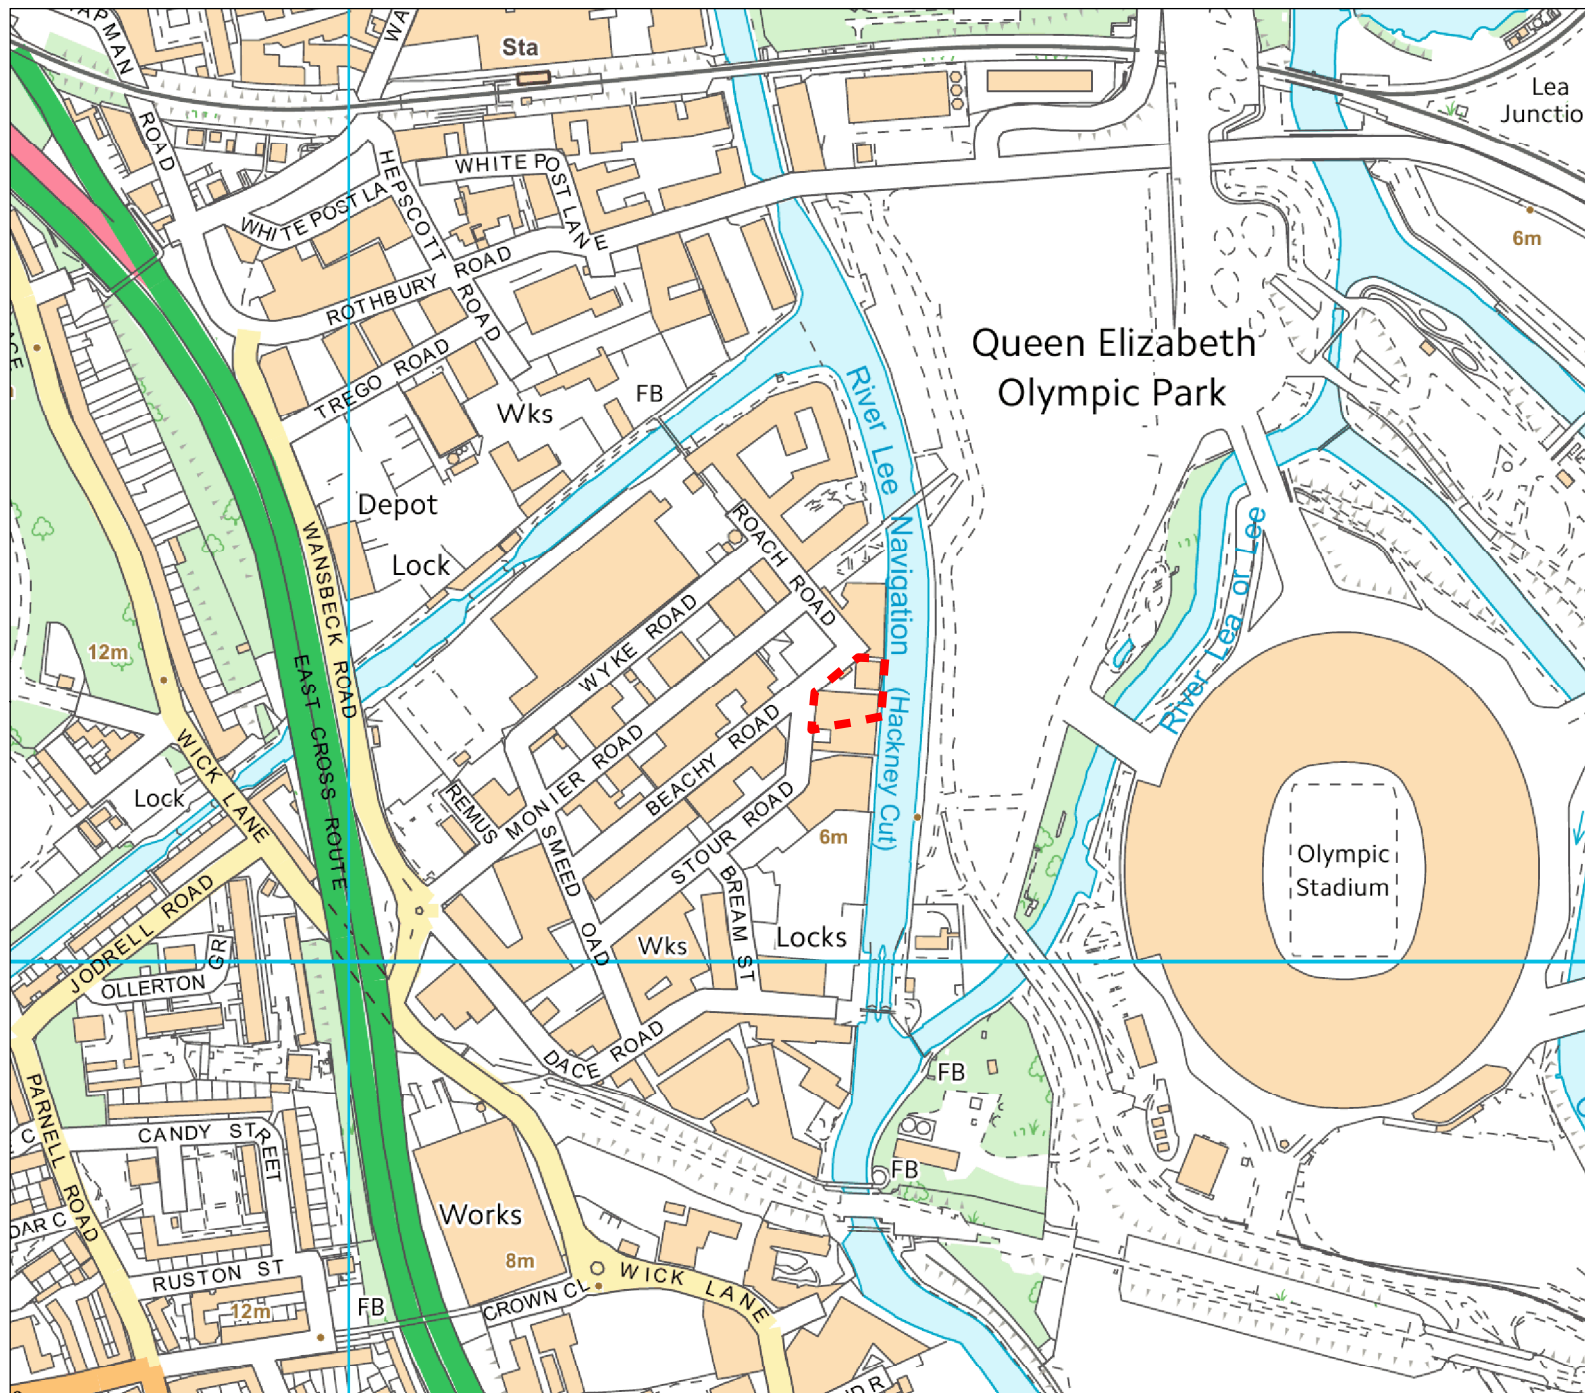 Sta
WHITE POST LANE
WHITE POST LA
HEPSCOTT ROAD
ROAD
ROTHBURY ROAD
TREGO ROAD
Wks
FB
Depot
Lock
Lea
6m
Queen Elizabeth
Olympic Park
River Lee Navigation (Hackney Cut)
River Lea or Lee
WANSBECK ROAD
EAST CROSS ROUTE
ROACH ROAD
WYKE ROAD
MONIER ROAD
BEACHY ROAD
STOUR ROAD
REMUS
SMEED
OAD
BREAM ST
12m
WICK LANE
Lock
JODRELL ROAD
OLLERTON
GR
6m
Wks
Locks
Olympic
Stadium
DACE ROAD
FB
FB
PARNELL ROAD
CANDY STREET
RUSTON ST
12m
FB
Works
8m
CROWN CL
WICK LANE